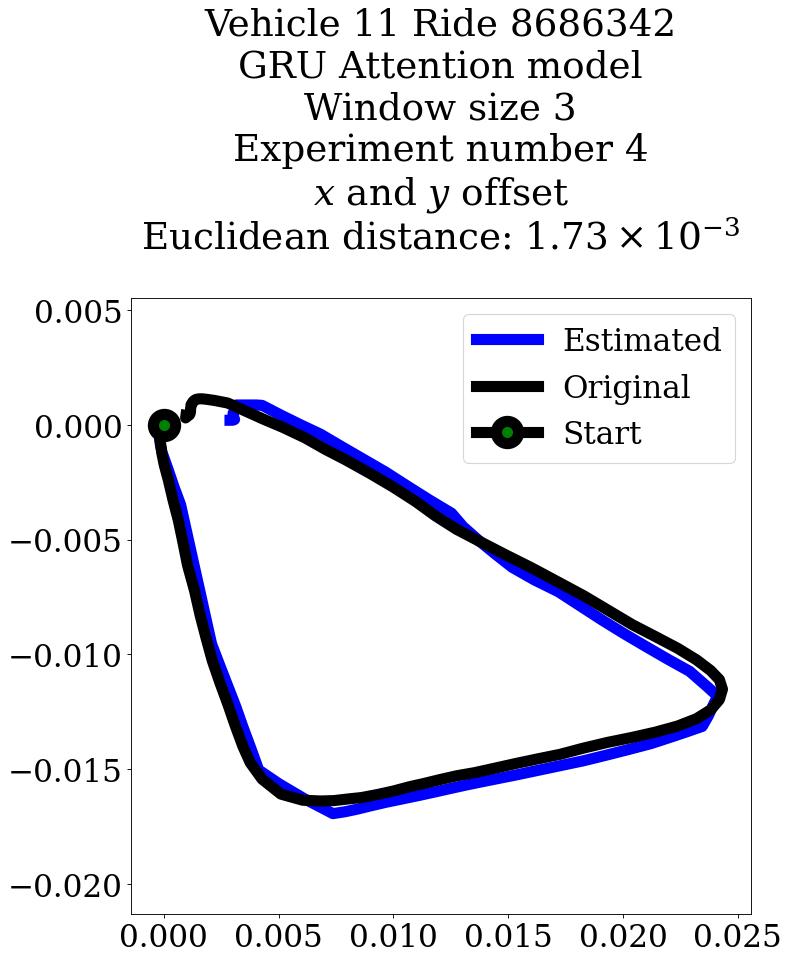 Vehicle 11 Ride 8686342
GRU Attention model
Window size 3
Experiment number 4
x and y offset
Euclidean distance: 1.73 × 10⁻³
0.005
0.000
−0.005
−0.010
−0.015
−0.020
Estimated
Original
Start
0.000 0.005 0.010 0.015 0.020 0.025